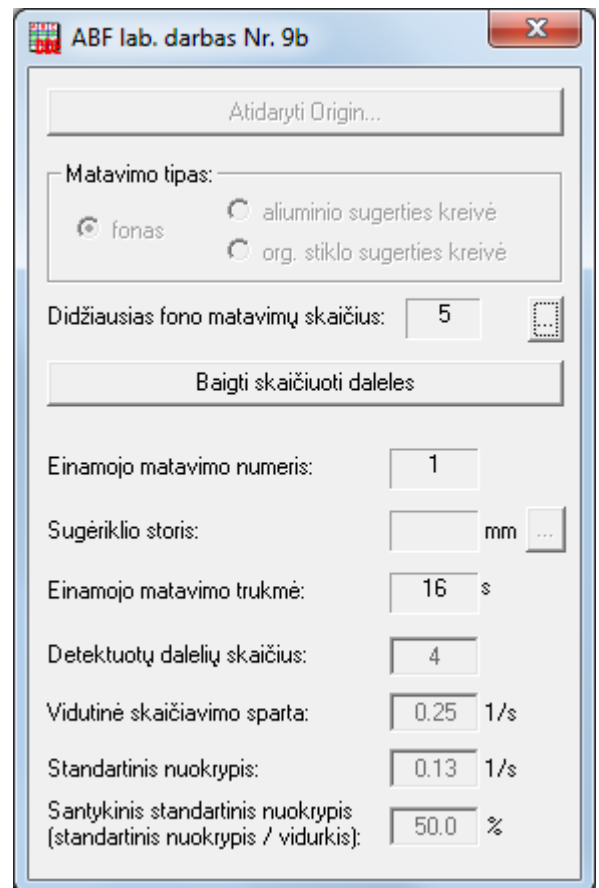 ABF lab. darbas Nr. 9b
Atidaryti Origin...
Matavimo tipas:
fonas
aliuminio sugerties kreivė
org. stiklo sugerties kreivė
Didžiausias fono matavimų skaičius: 5 ...
Baigti skaičiuoti daleles
Einamojo matavimo numeris: 1
Sugėriklio storis: mm ...
Einamojo matavimo trukmė: 16 s
Detektuotų dalelių skaičius: 4
Vidutinė skaičiavimo sparta: 0.25 1/s
Standartinis nuokrypis: 0.13 1/s
Santykinis standartinis nuokrypis
(standartinis nuokrypis / vidurkis): 50.0 %